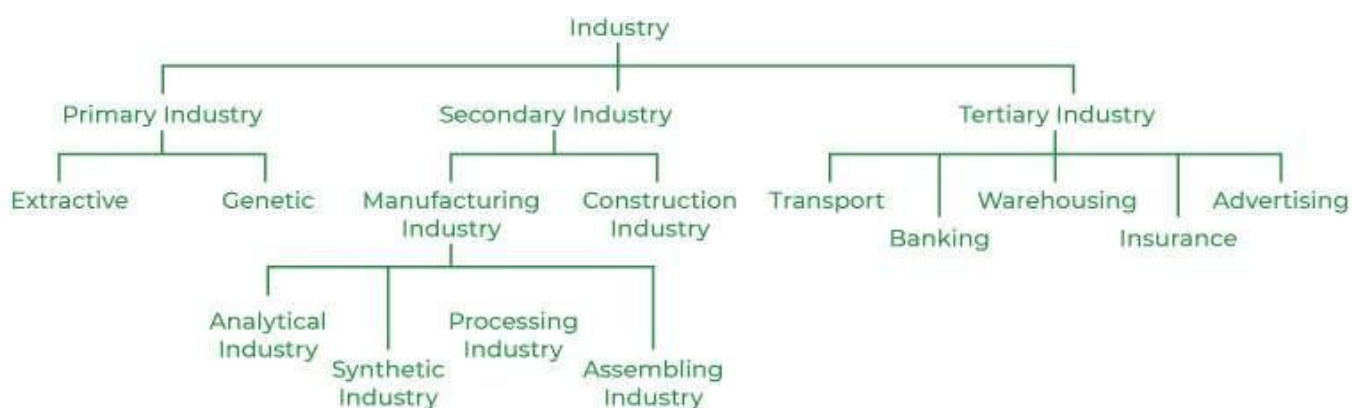 Industry
Primary Industry
Secondary Industry
Tertiary Industry
Extractive
Genetic
Manufacturing
Industry
Construction
Industry
Transport
Banking
Warehousing
Insurance
Advertising
Analytical
Industry
Synthetic
Industry
Processing
Industry
Assembling
Industry